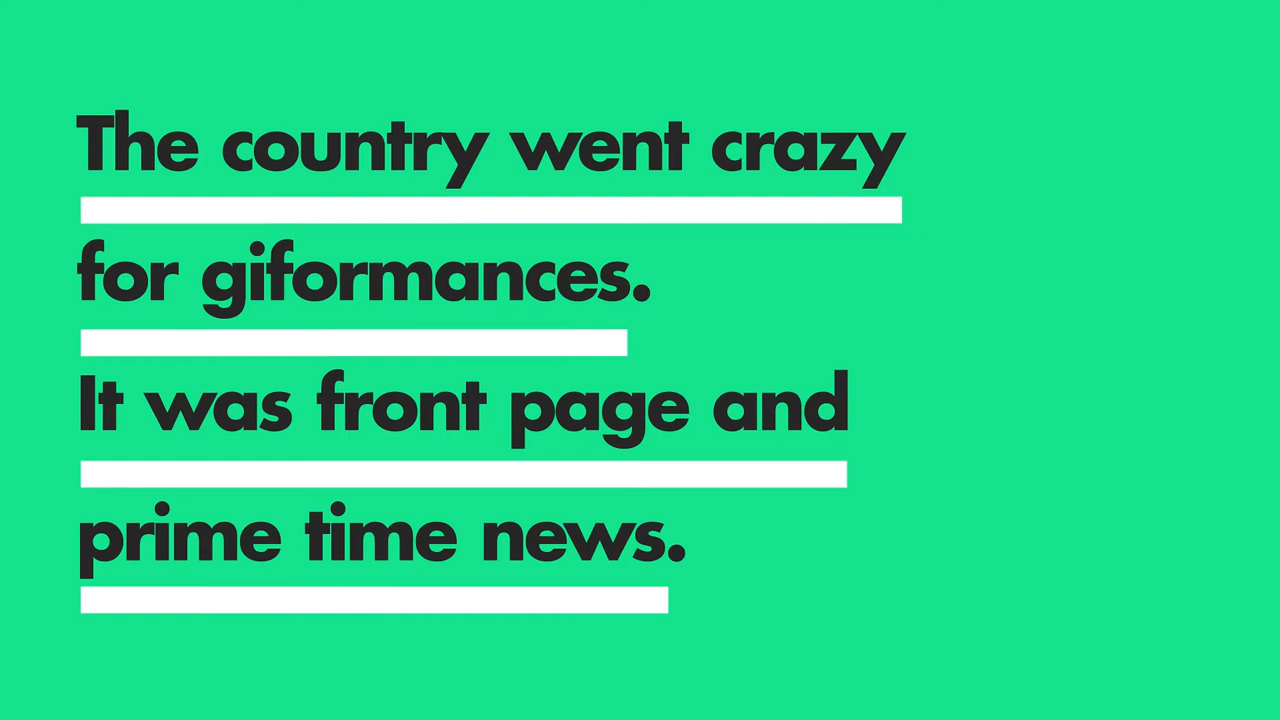 The country went crazy
for giformances.
It was front page and
prime time news.